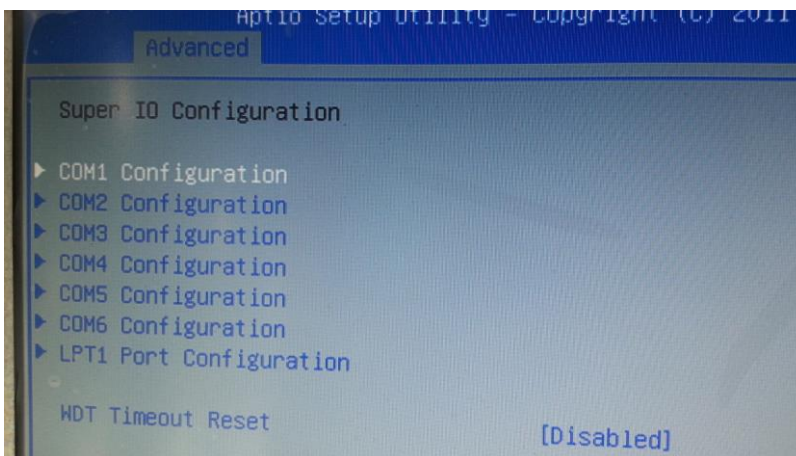 Aptio Setup Utility - Copyright (C) 2011
Advanced
Super IO Configuration
COM1 Configuration
COM2 Configuration
COM3 Configuration
COM4 Configuration
COM5 Configuration
COM6 Configuration
LPT1 Port Configuration
WDT Timeout Reset [Disabled]